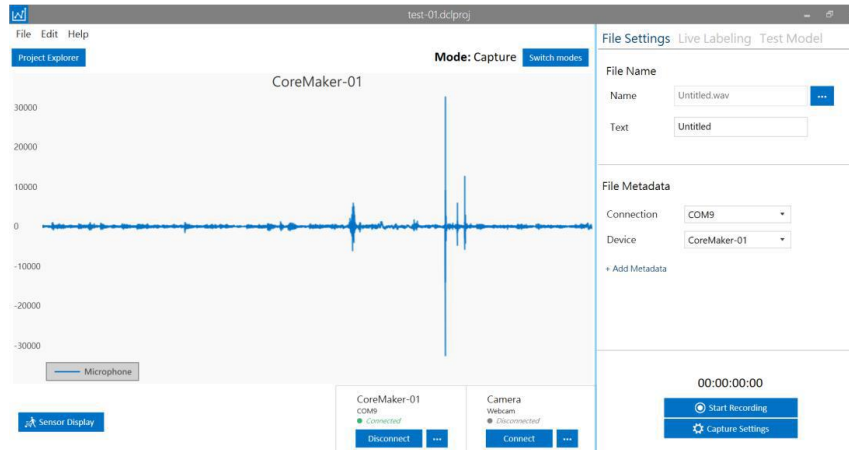 test-01.dclproj
File Edit Help
Project Explorer
Mode: Capture
Switch modes
CoreMaker-01
30000
20000
10000
0
-10000
-20000
-30000
Microphone
Sensor Display
CoreMaker-01
COM9
Connected
Disconnect
...
Camera
Webcam
Disconnected
Connect
...
File Settings Live Labeling Test Model
File Name
Name Untitled.wav ...
Text Untitled
File Metadata
Connection COM9
Device CoreMaker-01
+ Add Metadata
00:00:00:00
Start Recording
Capture Settings